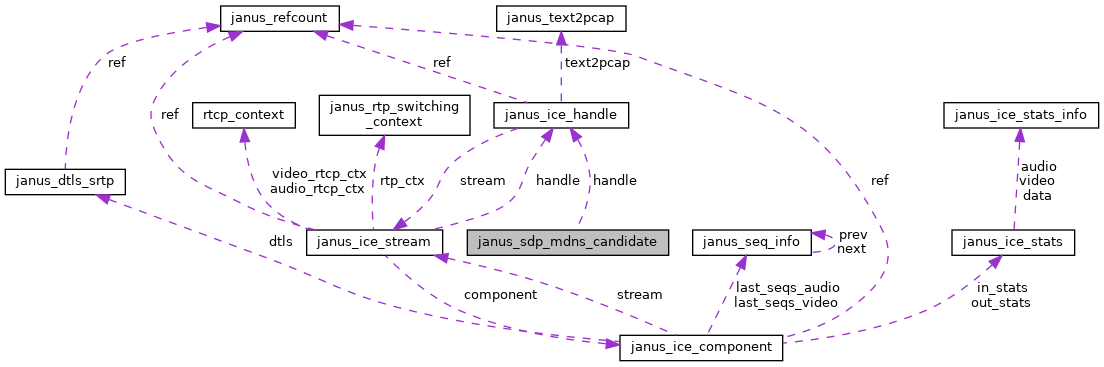 janus_refcount
janus_text2pcap
ref
ref
text2pcap
rtcp_context
janus_rtp_switching
_context
janus_ice_handle
janus_ice_stats_info
ref
janus_dtls_srtp
video_rtcp_ctx
audio_rtcp_ctx
rtp_ctx
stream
handle
handle
ref
audio
video
data
janus_ice_stream
janus_sdp_mdns_candidate
janus_seq_info
prev
next
janus_ice_stats
dtls
component
stream
last_seqs_audio
last_seqs_video
in_stats
out_stats
janus_ice_component